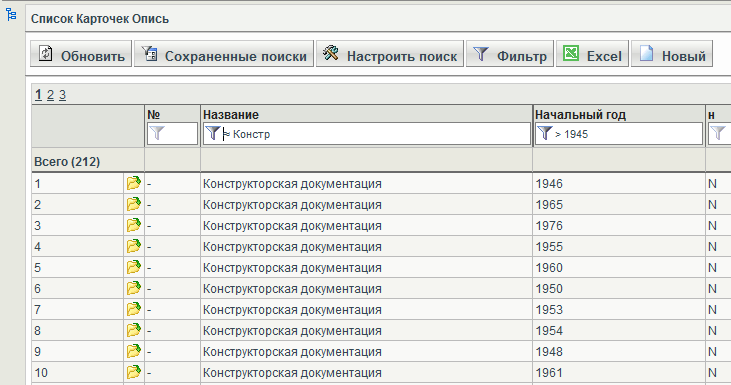 Список Карточек Опись
Обновить Сохраненные поиски Настроить поиск Фильтр Excel Новый
1 2 3
№ Название Начальный год н
≈ Констр > 1945
Всего (212)
1 - Конструкторская документация 1946 N
2 - Конструкторская документация 1965 N
3 - Конструкторская документация 1976 N
4 - Конструкторская документация 1955 N
5 - Конструкторская документация 1960 N
6 - Конструкторская документация 1950 N
7 - Конструкторская документация 1953 N
8 - Конструкторская документация 1954 N
9 - Конструкторская документация 1948 N
10 - Конструкторская документация 1961 N